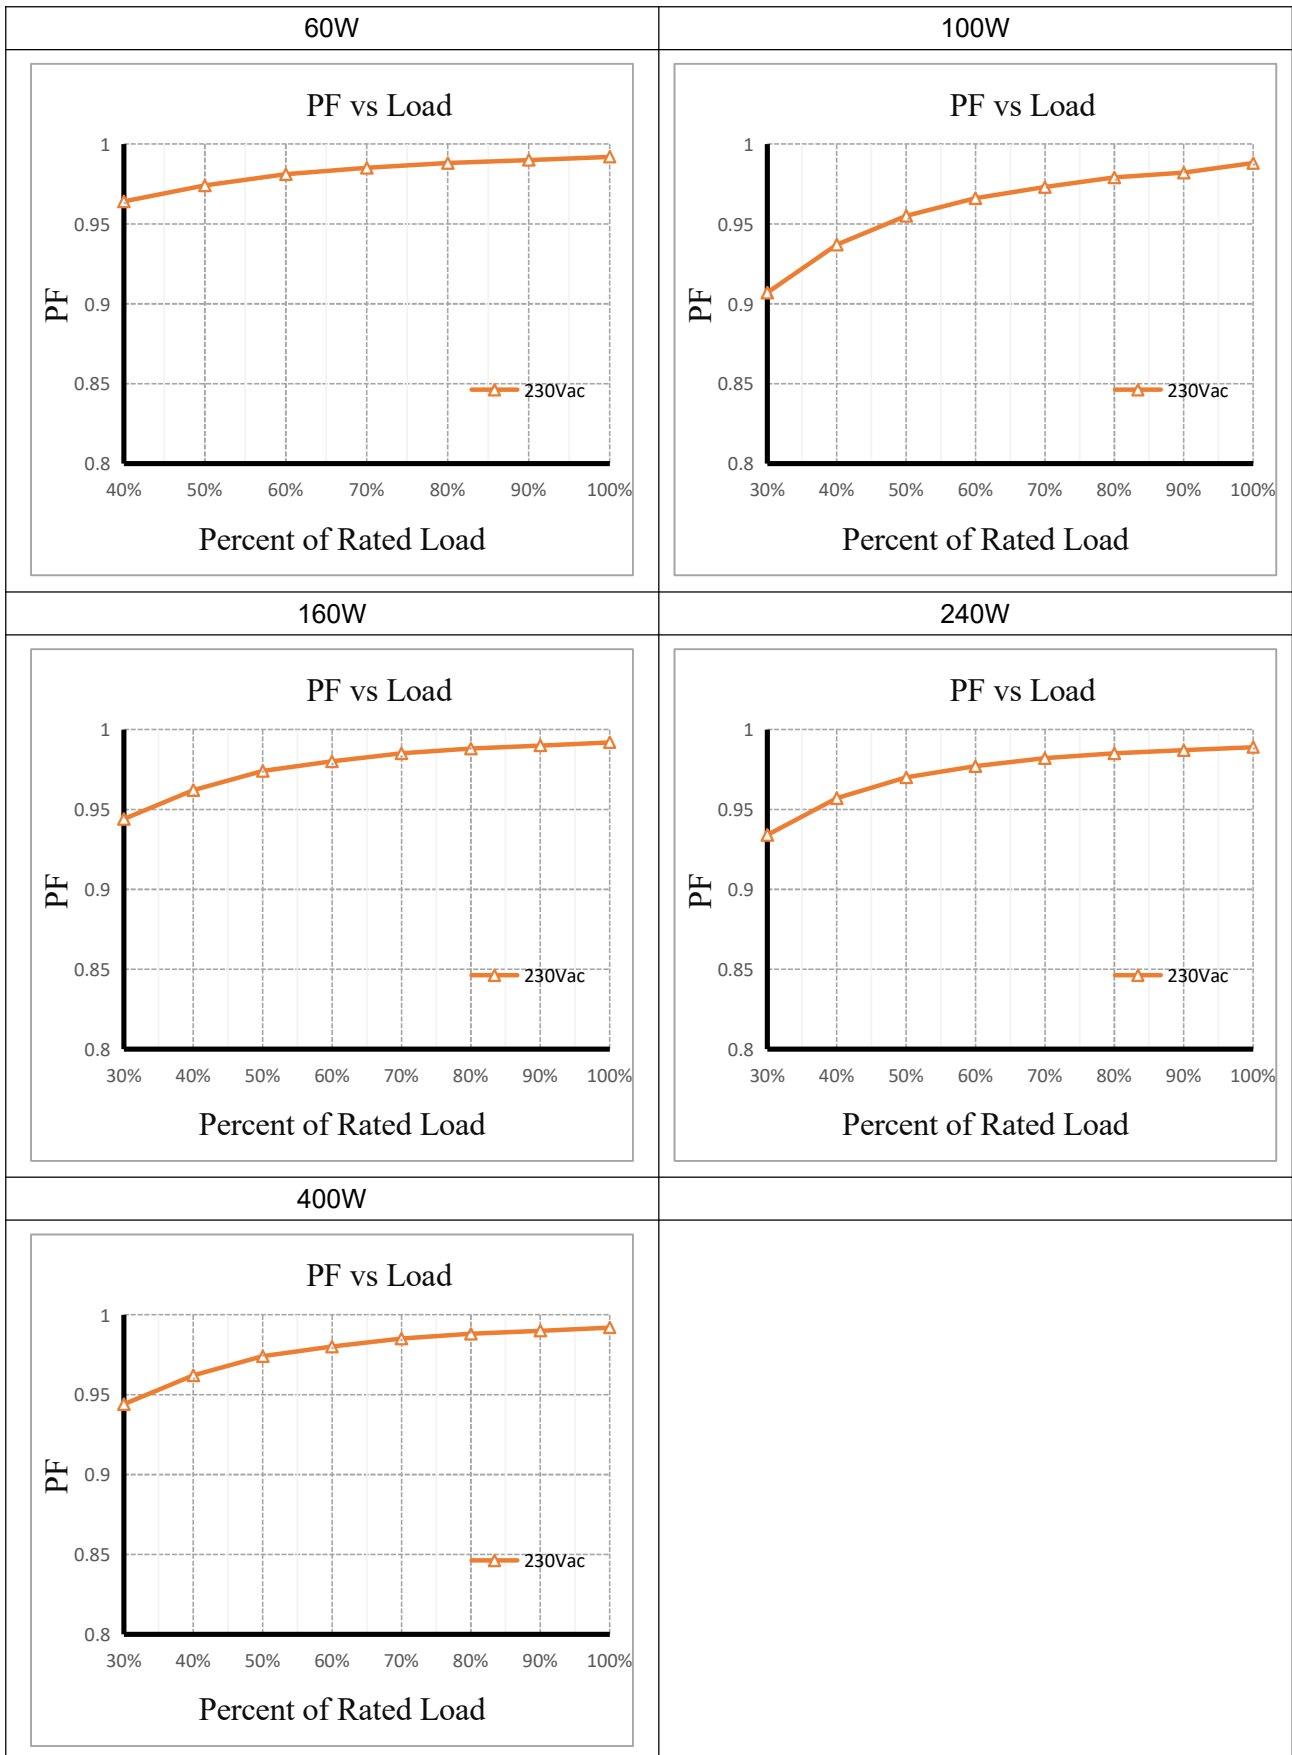 60W
100W
PF vs Load
1
0.95
0.9
0.85
0.8
PF
230Vac
40% 50% 60% 70% 80% 90% 100%
Percent of Rated Load
PF vs Load
1
0.95
0.9
0.85
0.8
PF
230Vac
30% 40% 50% 60% 70% 80% 90% 100%
Percent of Rated Load
160W
240W
PF vs Load
1
0.95
0.9
0.85
0.8
PF
230Vac
30% 40% 50% 60% 70% 80% 90% 100%
Percent of Rated Load
PF vs Load
1
0.95
0.9
0.85
0.8
PF
230Vac
30% 40% 50% 60% 70% 80% 90% 100%
Percent of Rated Load
400W
PF vs Load
1
0.95
0.9
0.85
0.8
PF
230Vac
30% 40% 50% 60% 70% 80% 90% 100%
Percent of Rated Load